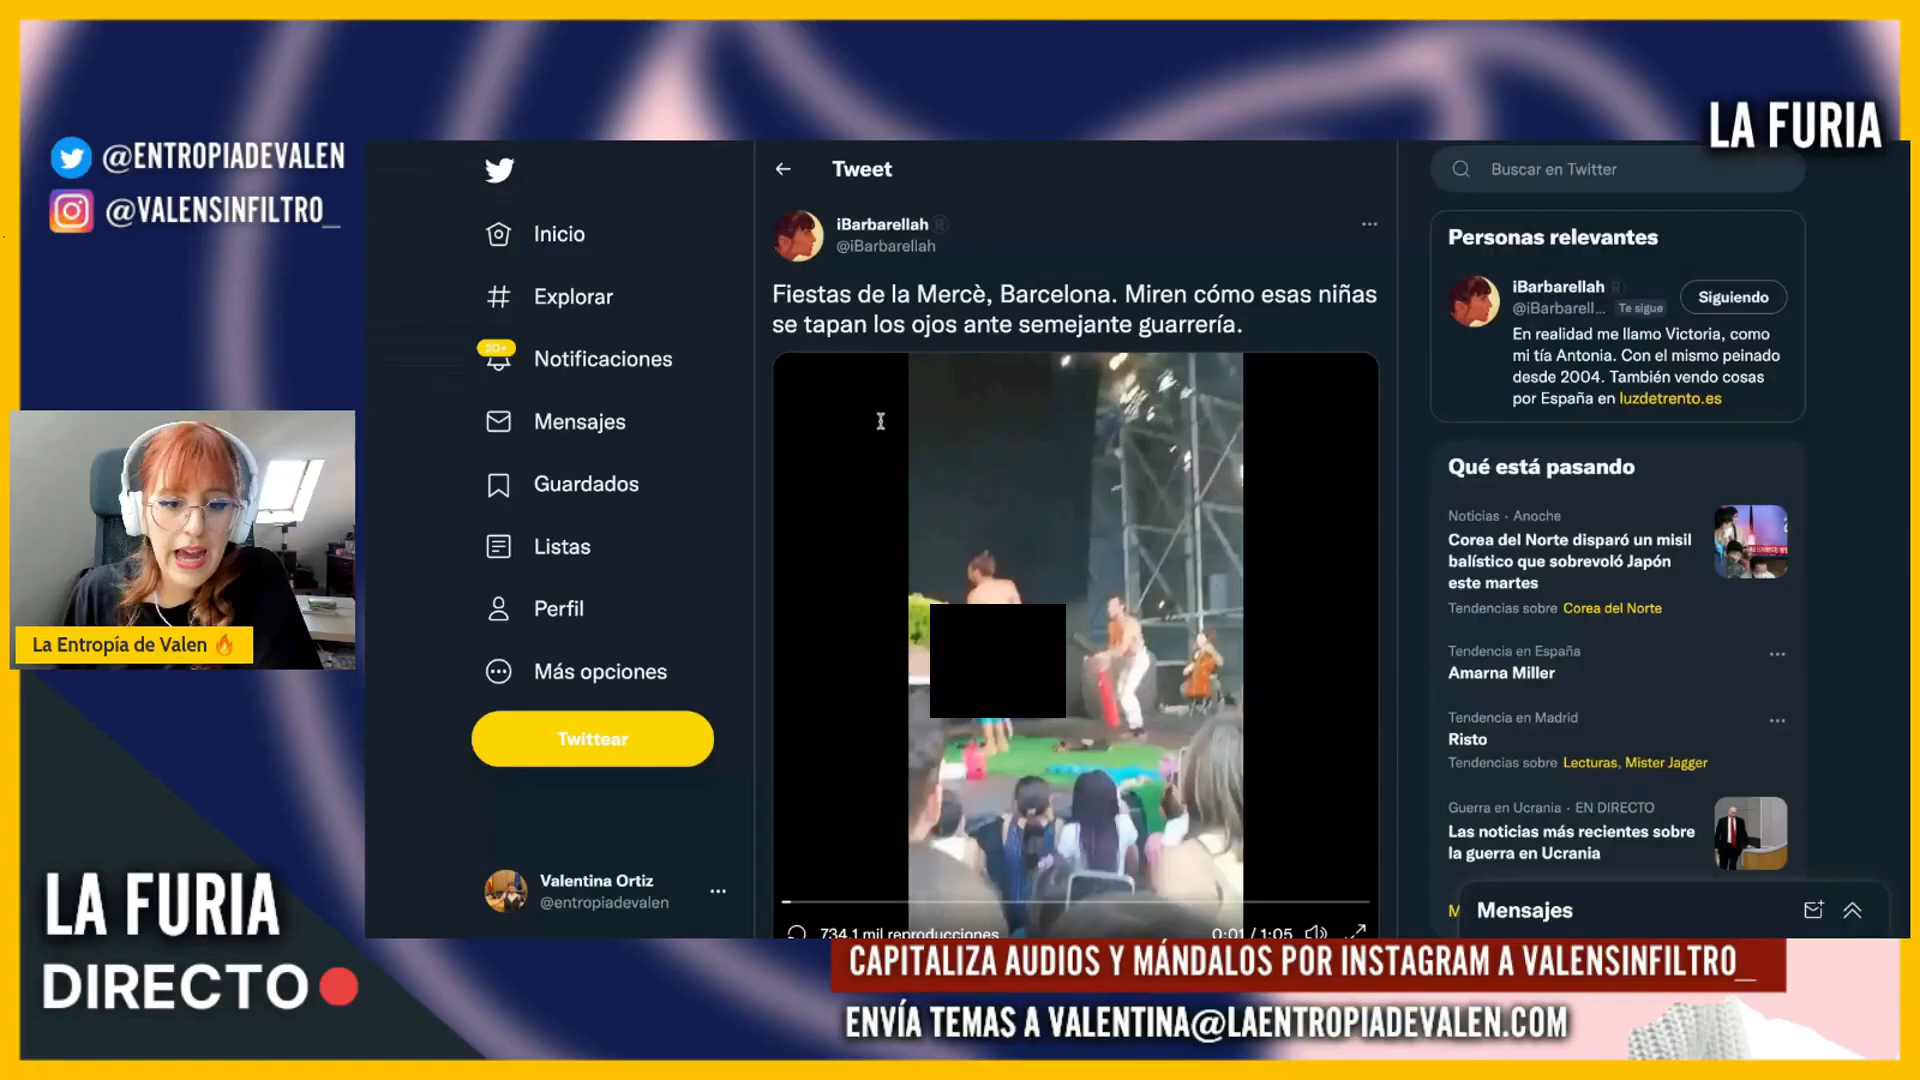 LA FURIA
@ENTROPIADEVALEN
@VALENSINFILTRO_
La Entropía de Valen
LA FURIA
DIRECTO
Inicio
Explorar
20+
Notificaciones
Mensajes
Guardados
Listas
Perfil
Más opciones
Twittear
Valentina Ortiz
@entropiadevalen
Tweet
iBarbarellah
@iBarbarellah
Fiestas de la Mercè, Barcelona. Miren cómo esas niñas
se tapan los ojos ante semejante guarrería.
734,1 mil reproducciones
0:01 / 1:05
Buscar en Twitter
Personas relevantes
iBarbarellah
@iBarbarell... Te sigue
Siguiendo
En realidad me llamo Victoria, como
mi tía Antonia. Con el mismo peinado
desde 2004. También vendo cosas
por España en luzdetrento.es
Qué está pasando
Noticias · Anoche
Corea del Norte disparó un misil
balístico que sobrevoló Japón
este martes
Tendencias sobre Corea del Norte
Tendencia en España
Amarna Miller
Tendencia en Madrid
Risto
Tendencias sobre Lecturas, Mister Jagger
Guerra en Ucrania · EN DIRECTO
Las noticias más recientes sobre
la guerra en Ucrania
M
Mensajes
CAPITALIZA AUDIOS Y MÁNDALOS POR INSTAGRAM A VALENSINFILTRO_
ENVÍA TEMAS A VALENTINA@LAENTROPIADEVALEN.COM